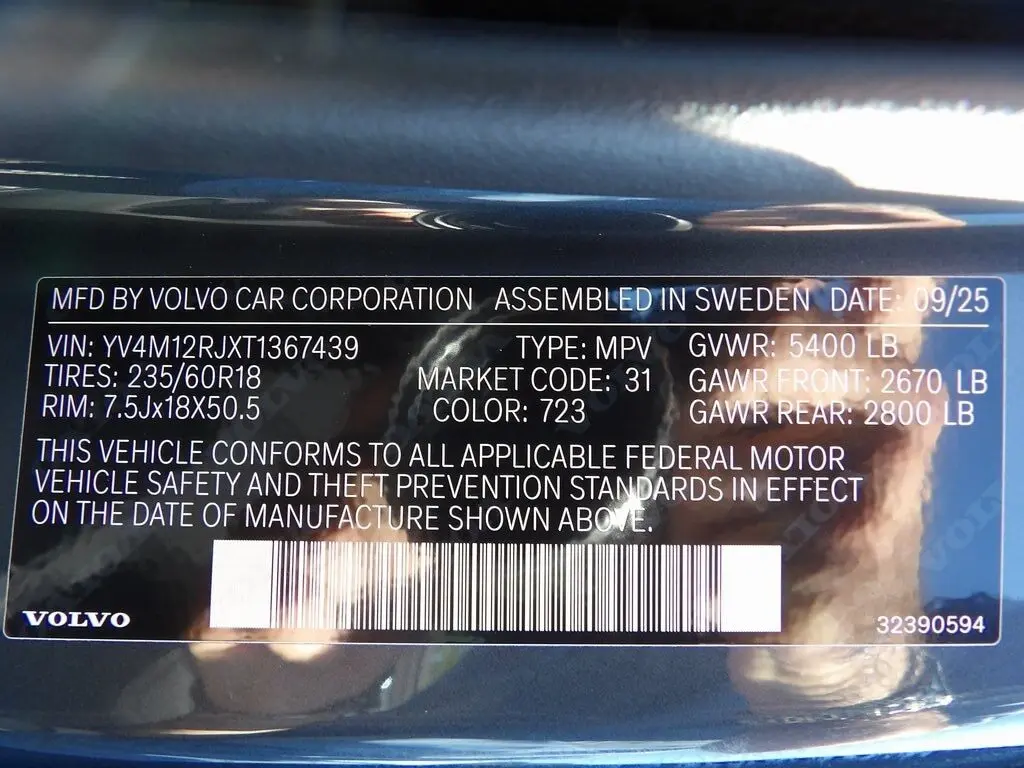 MFD BY VOLVO CAR CORPORATION ASSEMBLED IN SWEDEN DATE: 09/25
VIN: YV4M12RJXT1367439 TYPE: MPV GVWR: 5400 LB
TIRES: 235/60R18 MARKET CODE: 31 GAWR FRONT: 2670 LB
RIM: 7.5Jx18X50.5 COLOR: 723 GAWR REAR: 2800 LB
THIS VEHICLE CONFORMS TO ALL APPLICABLE FEDERAL MOTOR
VEHICLE SAFETY AND THEFT PREVENTION STANDARDS IN EFFECT
ON THE DATE OF MANUFACTURE SHOWN ABOVE.
VOLVO 32390594